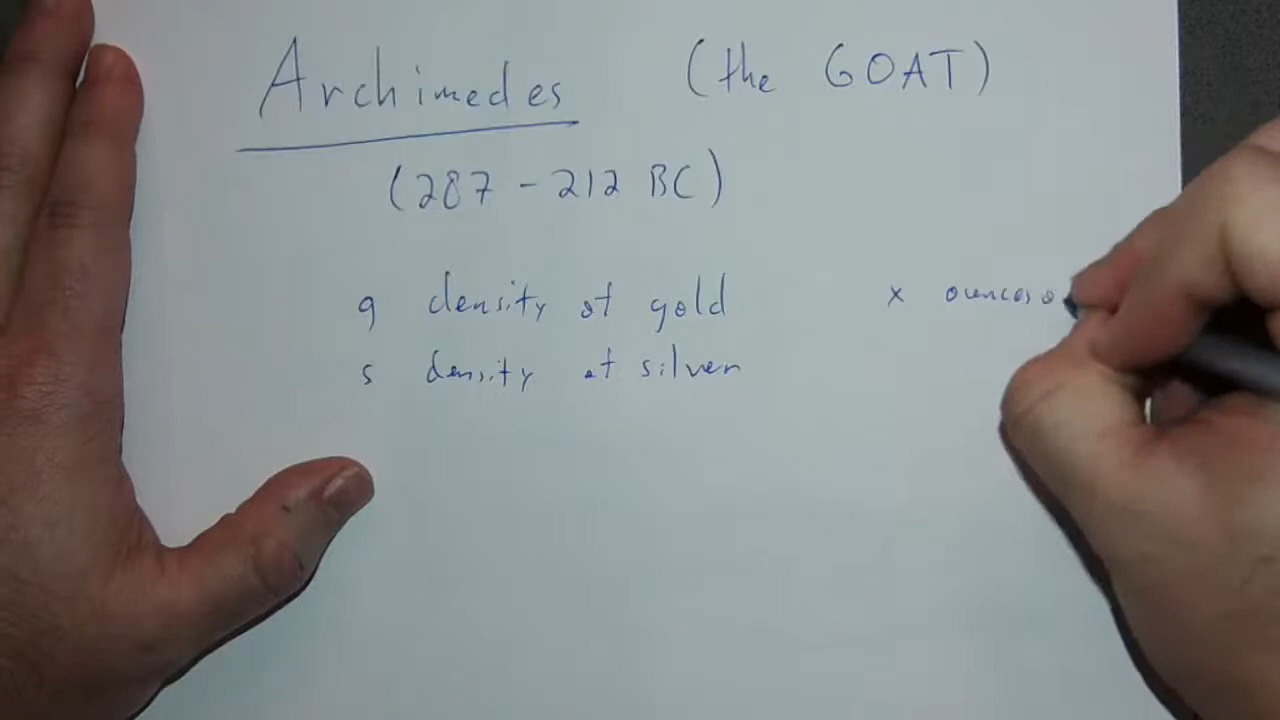 Archimedes (the GOAT)
(287 - 212 BC)
g density of gold x ounces o
s density of silver